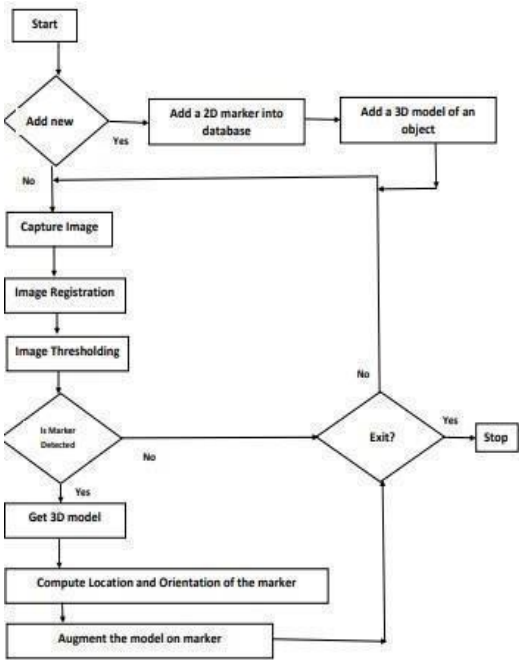 Start
Add new
Yes
Add a 2D marker into
database
Add a 3D model of an
object
No
Capture Image
Image Registration
Image Thresholding
Is Marker
Detected
No
No
Exit?
Yes
Stop
Yes
Get 3D model
Compute Location and Orientation of the marker
Augment the model on marker